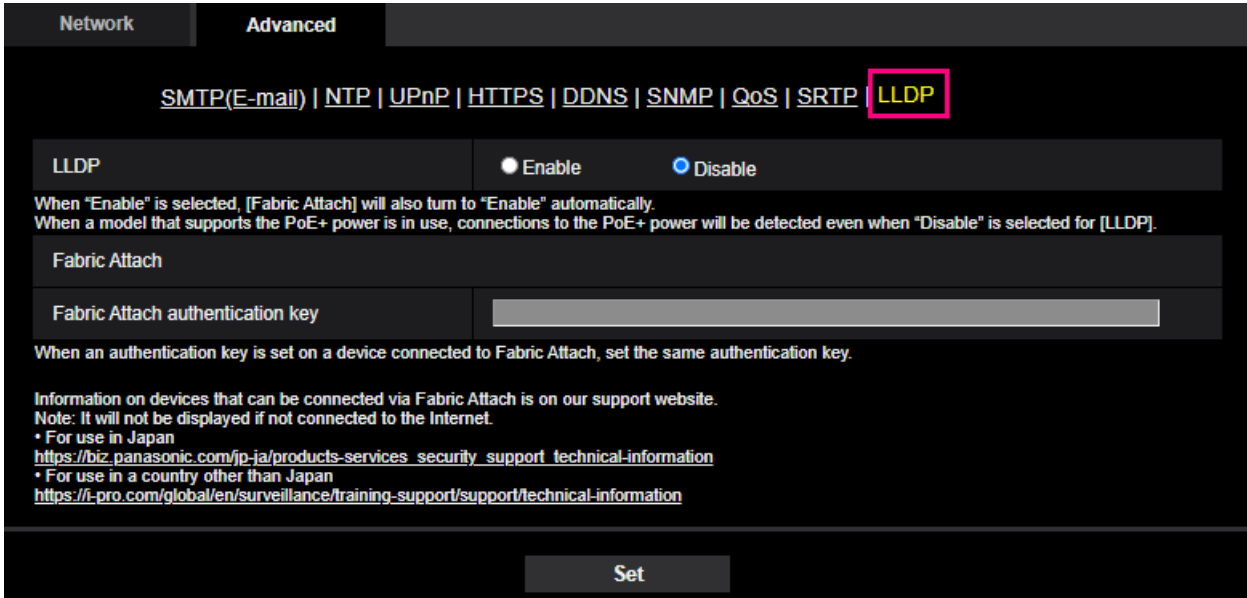 Network Advanced
SMTP(E-mail) | NTP | UPnP | HTTPS | DDNS | SNMP | QoS | SRTP | LLDP
LLDP Enable Disable
When “Enable” is selected, [Fabric Attach] will also turn to “Enable” automatically.
When a model that supports the PoE+ power is in use, connections to the PoE+ power will be detected even when “Disable” is selected for [LLDP].
Fabric Attach
Fabric Attach authentication key
When an authentication key is set on a device connected to Fabric Attach, set the same authentication key.
Information on devices that can be connected via Fabric Attach is on our support website.
Note: It will not be displayed if not connected to the Internet.
• For use in Japan
https://biz.panasonic.com/jp-ja/products-services_security_support_technical-information
• For use in a country other than Japan
https://i-pro.com/global/en/surveillance/training-support/support/technical-information
Set